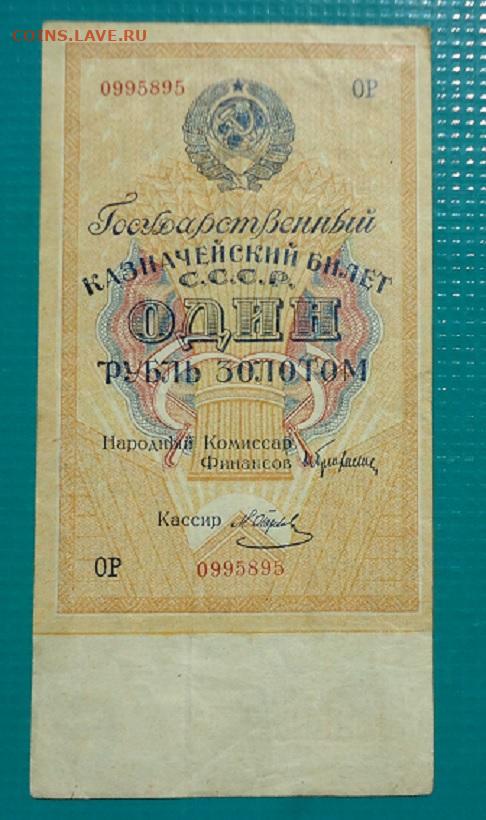 COINS.LAVE.RU
0995895 ОР
Государственный
КАЗНАЧЕЙСКИЙ БИЛЕТ
С.С.С.Р.
ОДИН
РУБЛЬ ЗОЛОТОМ
Народный Комиссар
Финансов
Кассир
ОР 0995895